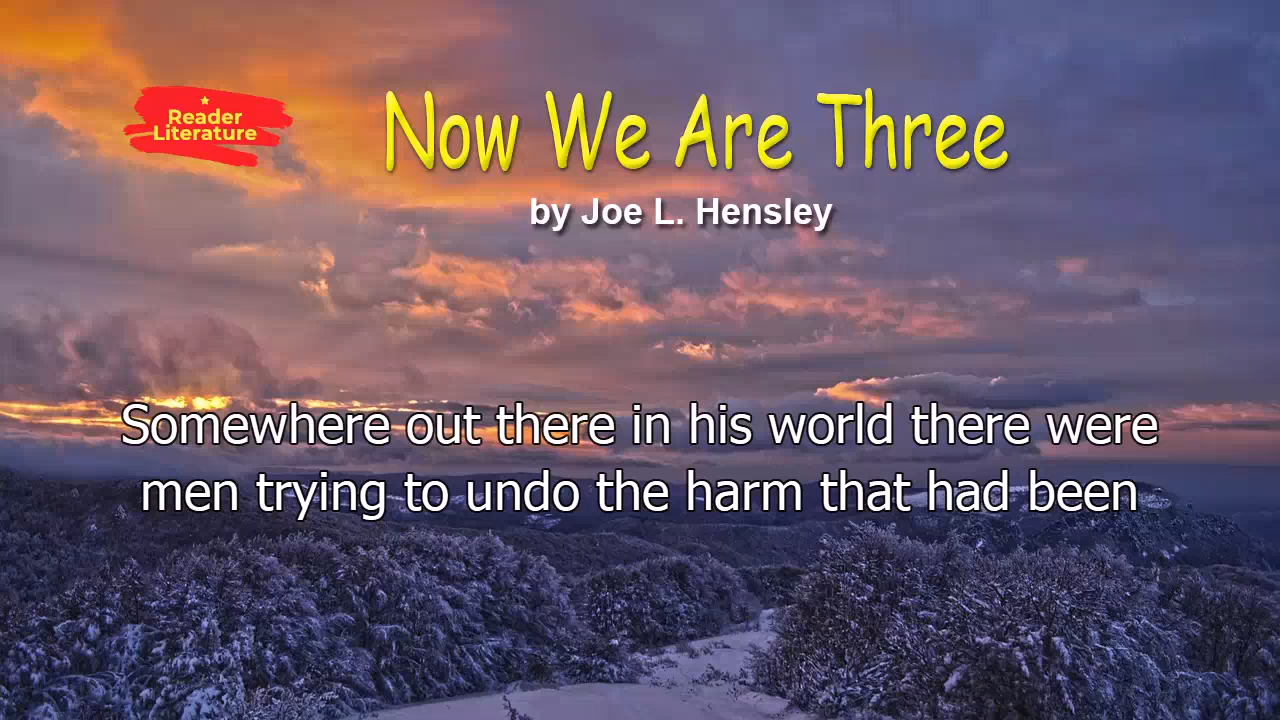 Reader
Literature
Now We Are Three
by Joe L. Hensley
Somewhere out there in his world there were
men trying to undo the harm that had been